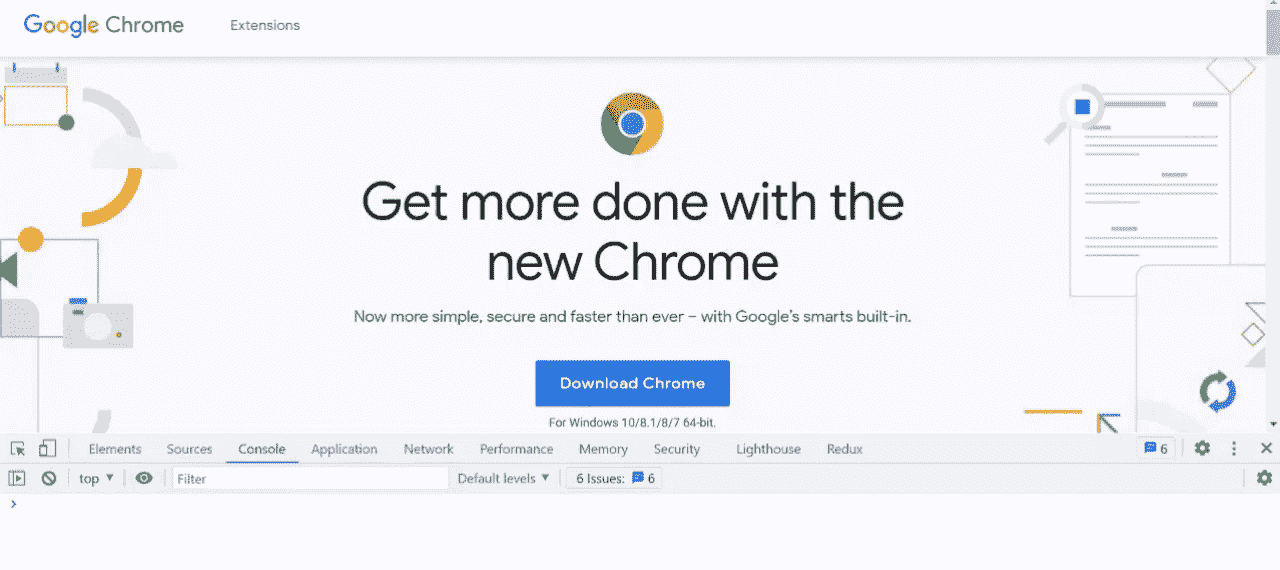 Google Chrome Extensions
Get more done with the
new Chrome
Now more simple, secure and faster than ever – with Google's smarts built-in.
Download Chrome
For Windows 10/8.1/8/7 64-bit.
Elements Sources Console Application Network Performance Memory Security Lighthouse Redux 6
top Filter Default levels 6 Issues: 6